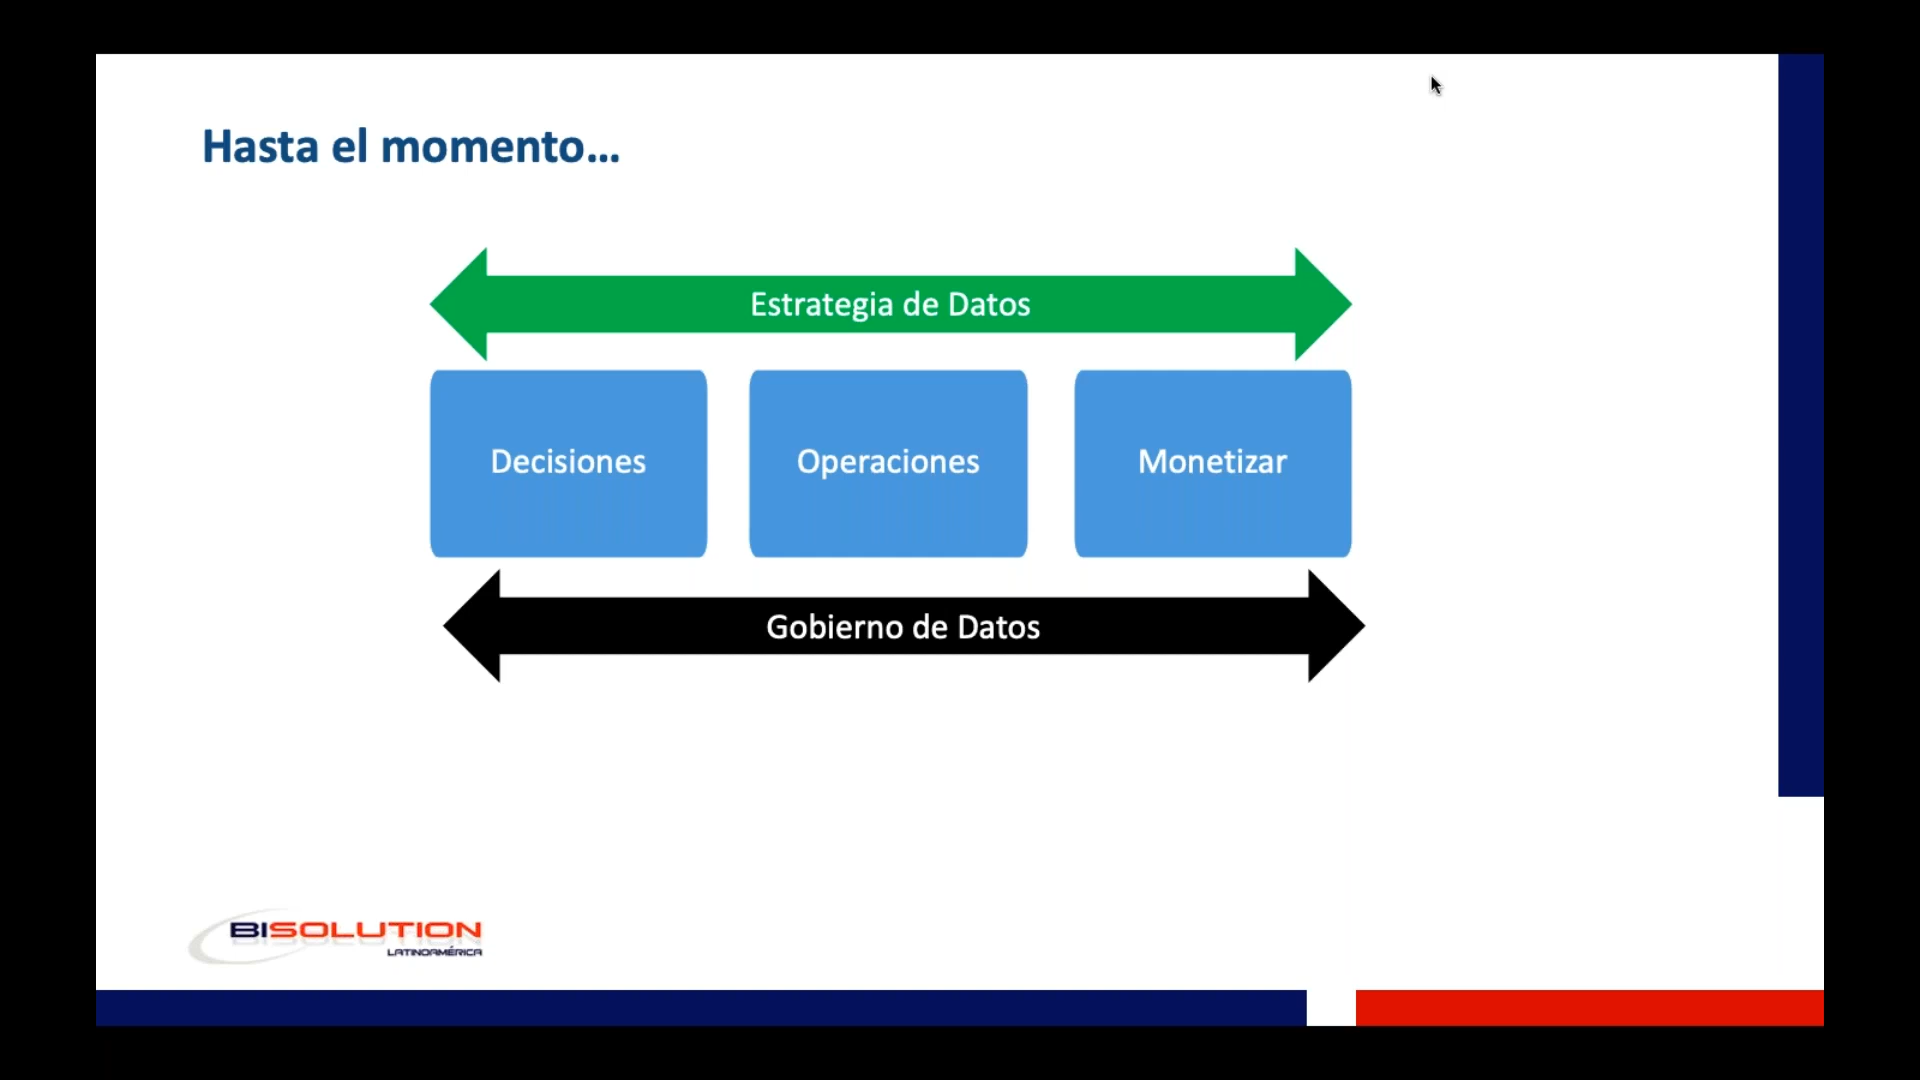 Hasta el momento...
Estrategia de Datos
Decisiones
Operaciones
Monetizar
Gobierno de Datos
BISOLUTION
LATINOAMÉRICA